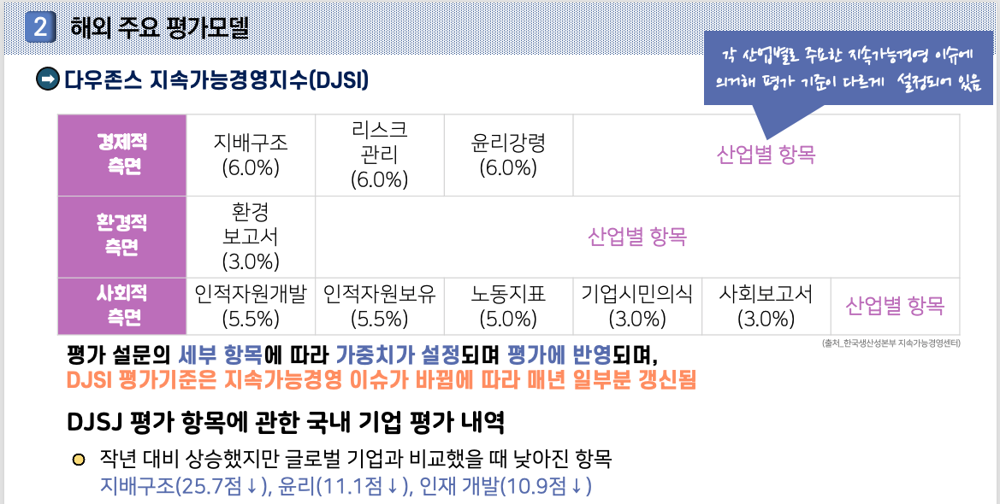 2 해외 주요 평가모델
각 산업별로 주요한 지속가능경영 이슈에
의거해 평가 기준이 다르게 설정되어 있음
다우존스 지속가능경영지수(DJSI)
경제적
측면
지배구조
(6.0%)
리스크
관리
(6.0%)
윤리강령
(6.0%)
산업별 항목
환경적
측면
환경
보고서
(3.0%)
산업별 항목
사회적
측면
인적자원개발
(5.5%)
인적자원보유
(5.5%)
노동지표
(5.0%)
기업시민의식
(3.0%)
사회보고서
(3.0%)
산업별 항목
(출처_한국생산성본부 지속가능경영센터)
평가 설문의 세부 항목에 따라 가중치가 설정되며 평가에 반영되며,
DJSI 평가기준은 지속가능경영 이슈가 바뀜에 따라 매년 일부분 갱신됨
DJSJ 평가 항목에 관한 국내 기업 평가 내역
작년 대비 상승했지만 글로벌 기업과 비교했을 때 낮아진 항목
지배구조(25.7점↓), 윤리(11.1점↓), 인재 개발(10.9점↓)